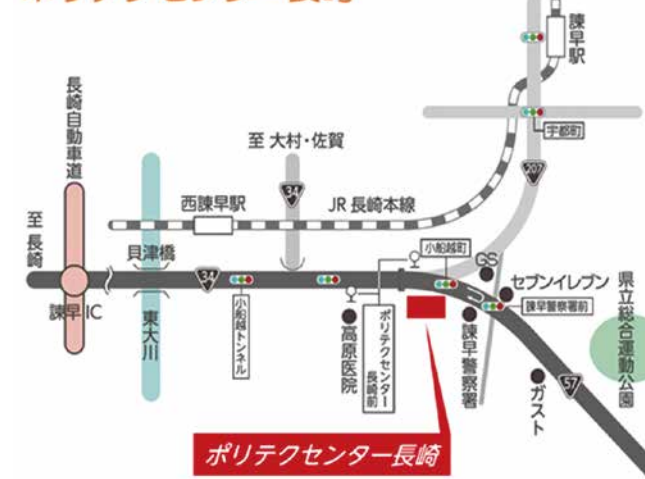 ポリテクセンター長崎
諫早駅
長崎自動車道
宇都町
至 大村・佐賀
207
34
西諫早駅
JR 長崎本線
至 長崎
貝津橋
小船越町
GS
セブンイレブン
34
諫早警察署前
県立総合運動公園
諫早IC
東大川
小船越トンネル
高原医院
ポリテクセンター
長崎前
諫早警察署
ガスト
57
ポリテクセンター長崎